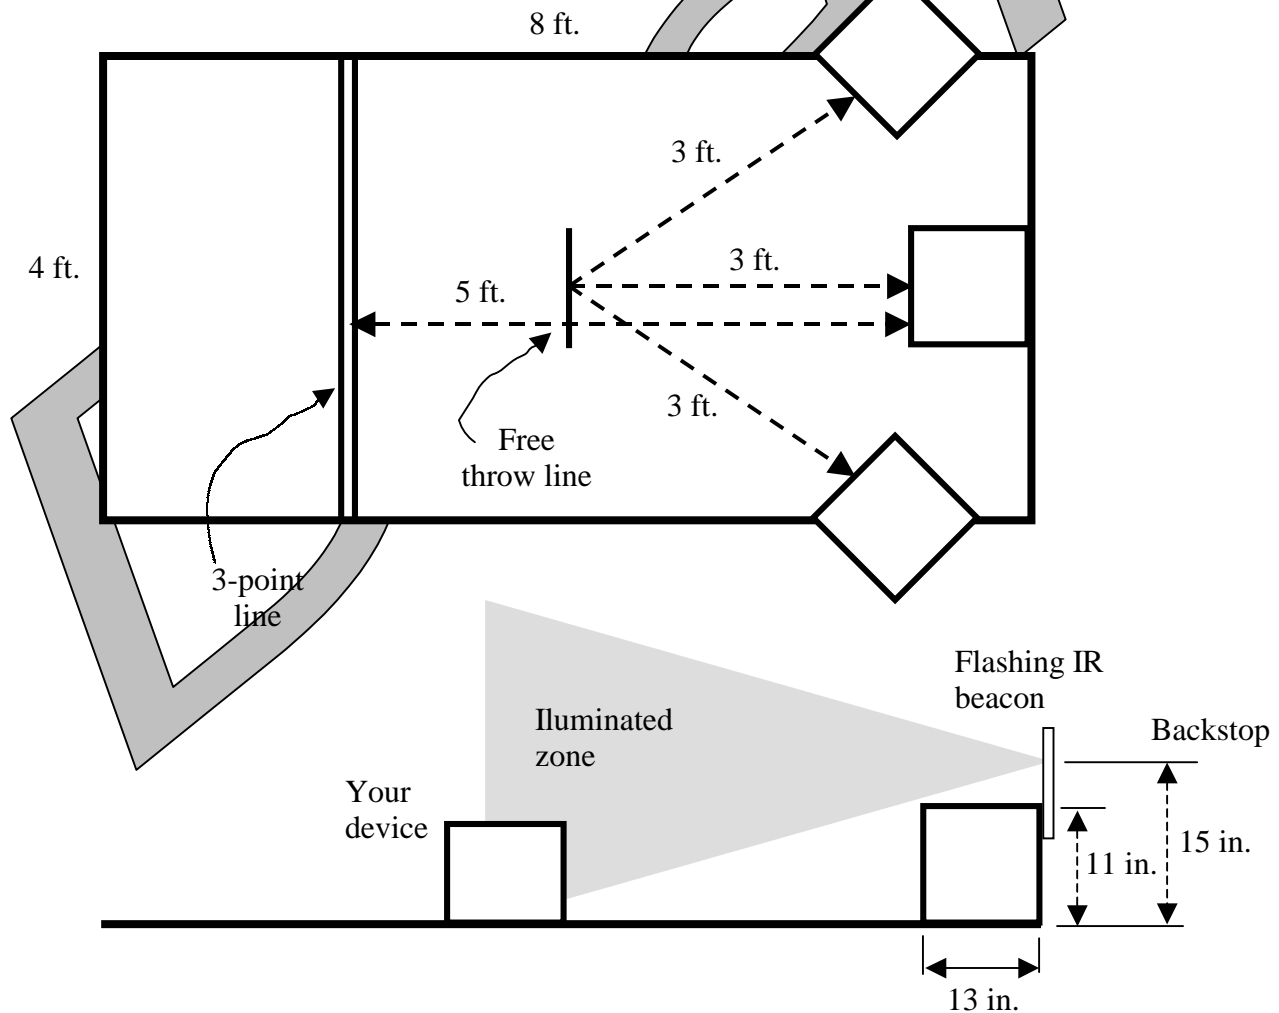 8 ft.
3 ft.
4 ft.
3 ft.
5 ft.
3 ft.
Free
throw line
3-point
line
Flashing IR
beacon
Iluminated
zone
Backstop
Your
device
15 in.
11 in.
13 in.